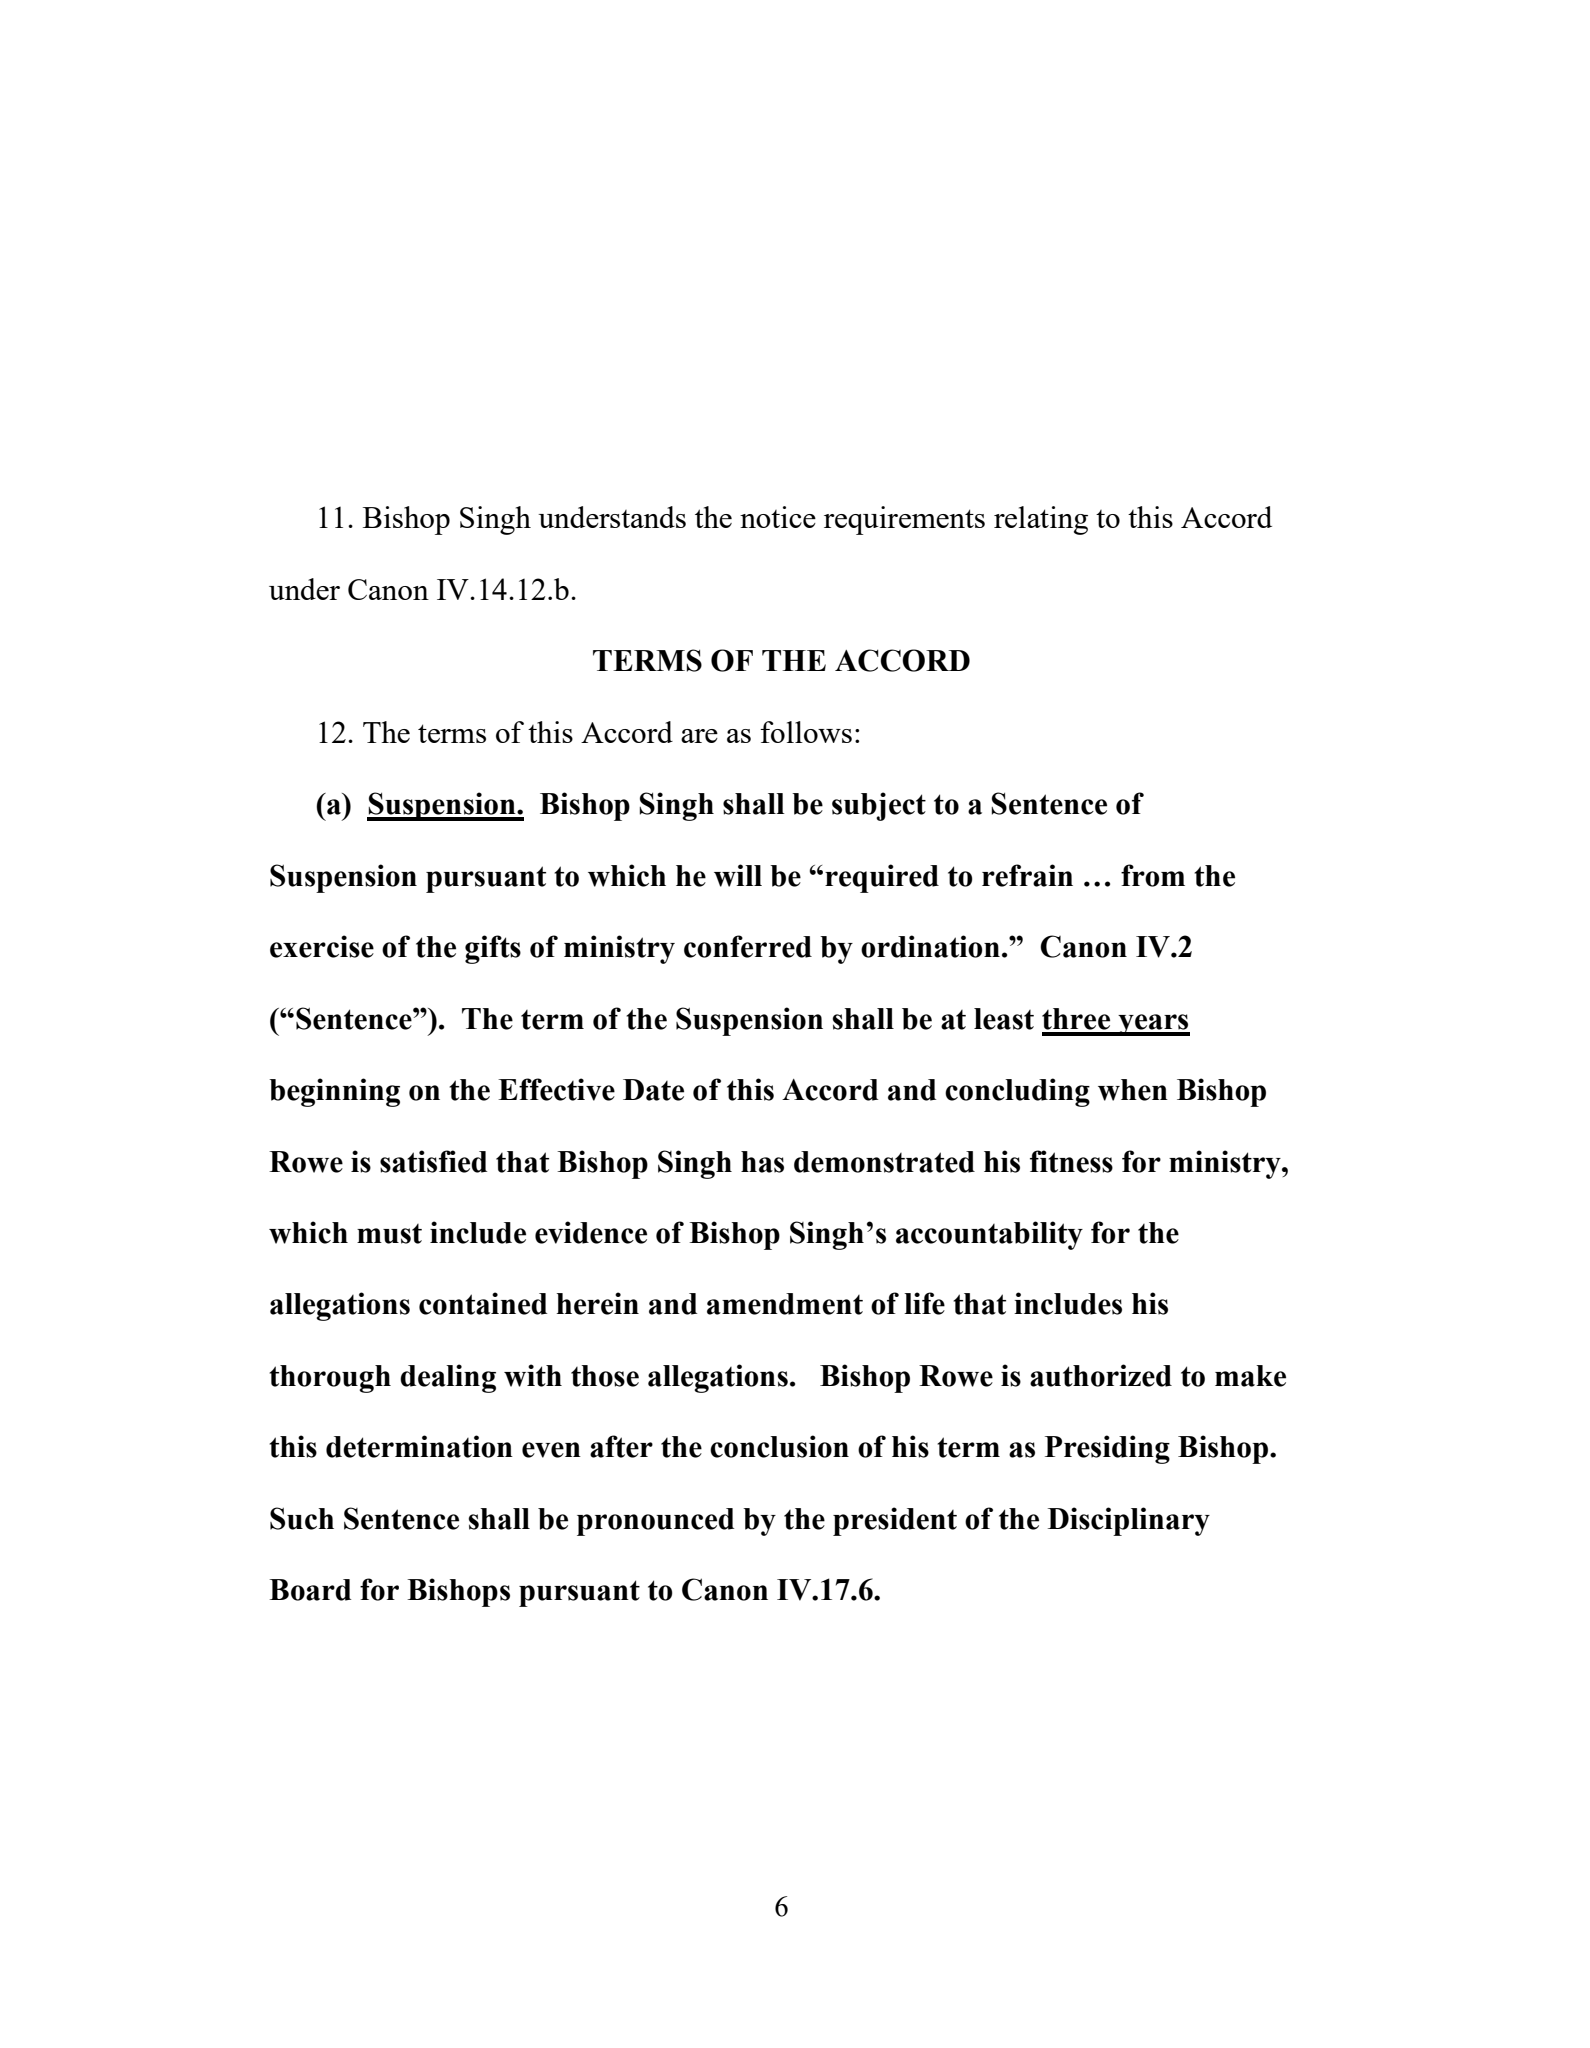 11. Bishop Singh understands the notice requirements relating to this Accord
under Canon IV.14.12.b.
TERMS OF THE ACCORD
12. The terms of this Accord are as follows:
(a)  Suspension.  Bishop Singh shall be subject to a Sentence of
Suspension pursuant to which he will be “required to refrain … from the
exercise of the gifts of ministry conferred by ordination.”  Canon IV.2
(“Sentence”).  The term of the Suspension shall be at least three years
beginning on the Effective Date of this Accord and concluding when Bishop
Rowe is satisfied that Bishop Singh has demonstrated his fitness for ministry,
which must include evidence of Bishop Singh’s accountability for the
allegations contained herein and amendment of life that includes his
thorough dealing with those allegations.   Bishop Rowe is authorized to make
this determination even after the conclusion of his term as Presiding Bishop.
Such Sentence shall be pronounced by the president of the Disciplinary
Board for Bishops pursuant to Canon IV.17.6.
6